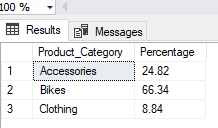 100 %
Results Messages
Product_Category Percentage
1 Accessories 24.82
2 Bikes 66.34
3 Clothing 8.84